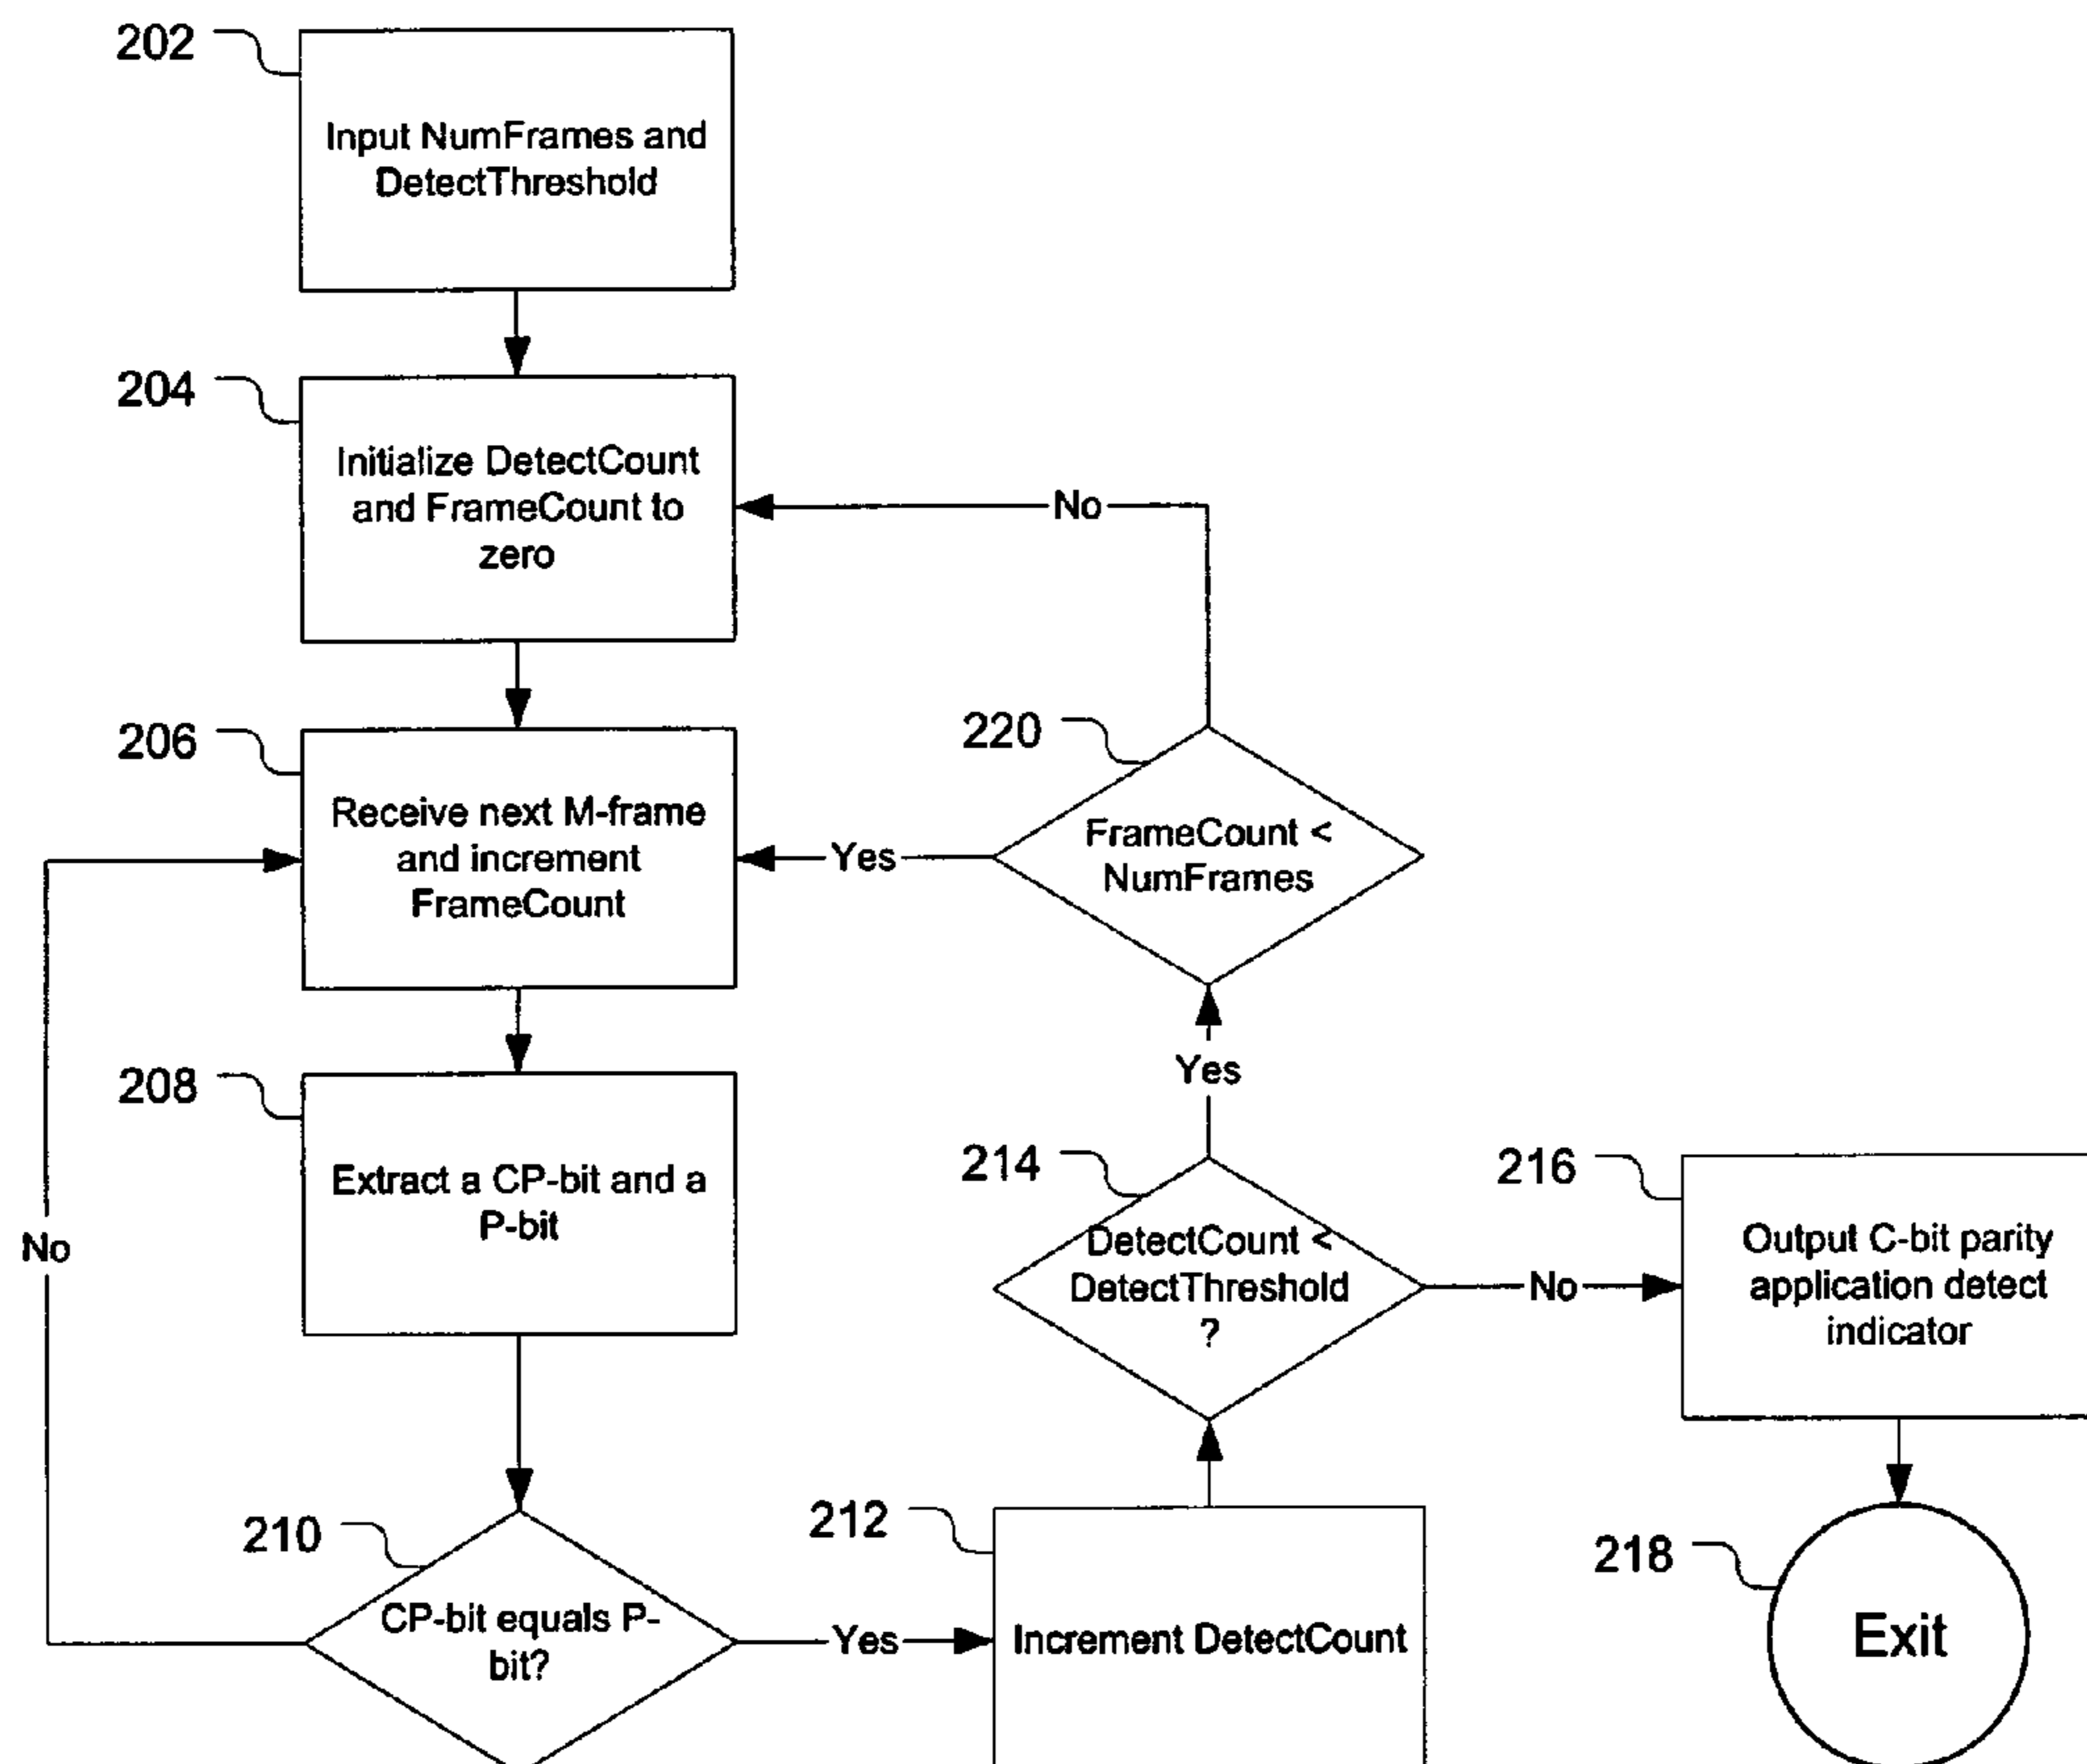 202
Input NumFrames and
DetectThreshold
204
Initialize DetectCount
and FrameCount to
zero
No
206
Receive next M-frame
and increment
FrameCount
Yes
220
FrameCount <
NumFrames
208
Extract a CP-bit and a
P-bit
No
Yes
214
DetectCount <
DetectThreshold
?
No
216
Output C-bit parity
application detect
indicator
210
CP-bit equals P-
bit?
Yes
212
Increment DetectCount
218
Exit